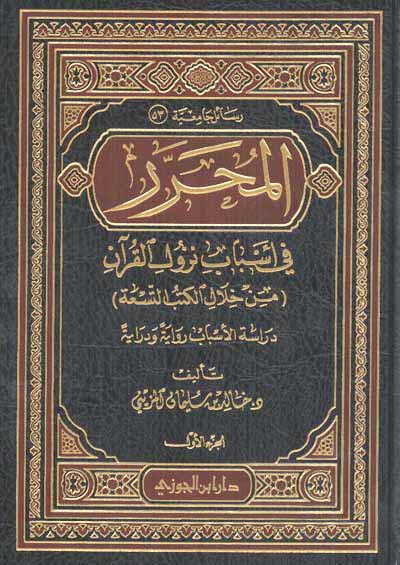 رسائل جامعية (٥٣)
المحرر
في أسباب نزول القرآن
(من خلال الكتب التسعة)
دراسة الأسباب رواية ودراية
تأليف
د. خالد بن سليمان المزيني
الجزء الأول
دار ابن الجوزي